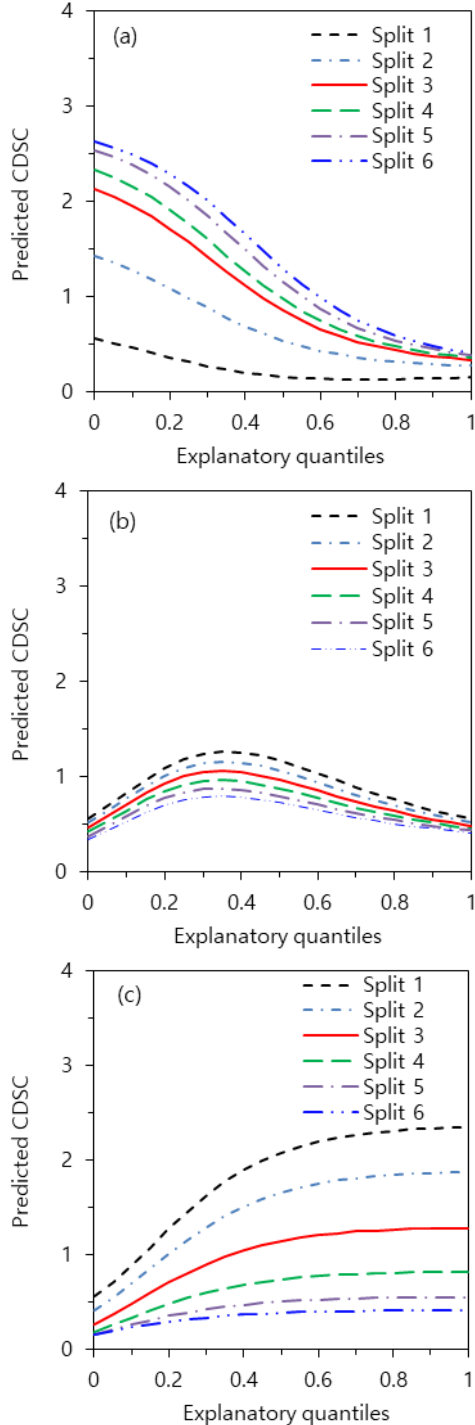 (a)
Split 1
Split 2
Split 3
Split 4
Split 5
Split 6
Predicted CDSC
4
3
2
1
0
0 0.2 0.4 0.6 0.8 1
Explanatory quantiles
(b)
Split 1
Split 2
Split 3
Split 4
Split 5
Split 6
Predicted CDSC
4
3
2
1
0
0 0.2 0.4 0.6 0.8 1
Explanatory quantiles
(c)
Split 1
Split 2
Split 3
Split 4
Split 5
Split 6
Predicted CDSC
4
3
2
1
0
0 0.2 0.4 0.6 0.8 1
Explanatory quantiles